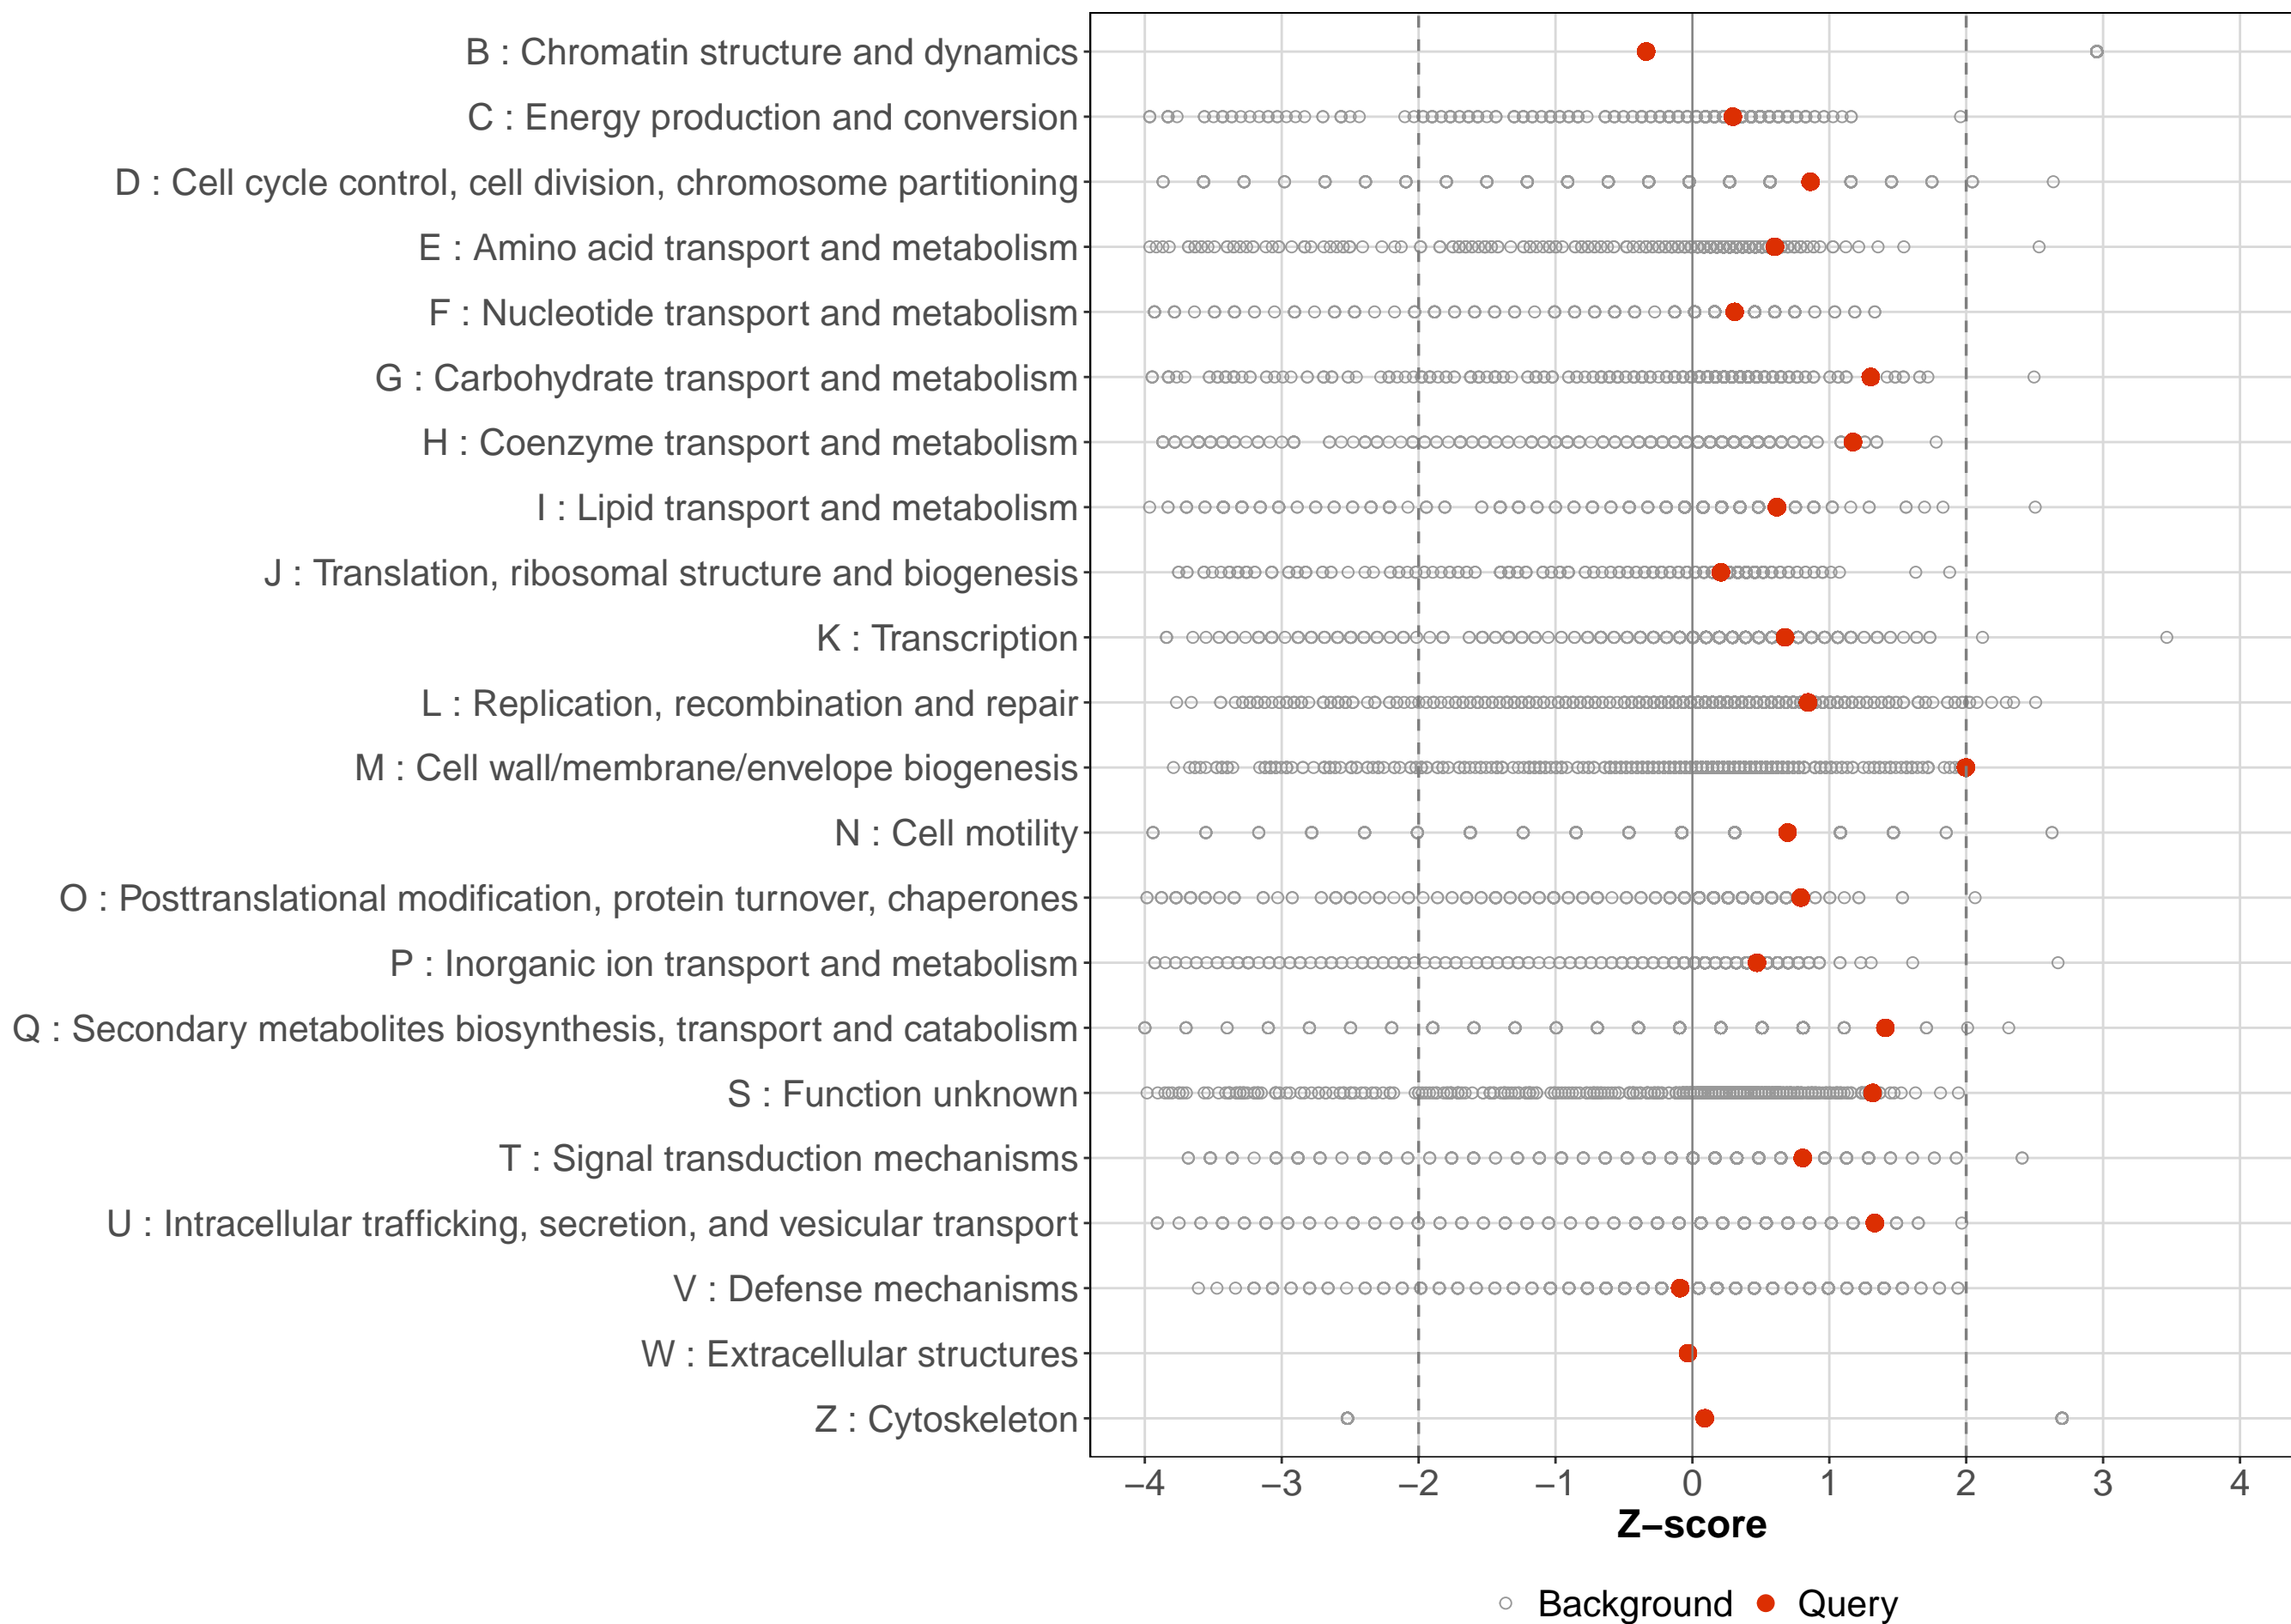 B : Chromatin structure and dynamics
C : Energy production and conversion
D : Cell cycle control, cell division, chromosome partitioning
E : Amino acid transport and metabolism
F : Nucleotide transport and metabolism
G : Carbohydrate transport and metabolism
H : Coenzyme transport and metabolism
I : Lipid transport and metabolism
J : Translation, ribosomal structure and biogenesis
K : Transcription
L : Replication, recombination and repair
M : Cell wall/membrane/envelope biogenesis
N : Cell motility
O : Posttranslational modification, protein turnover, chaperones
P : Inorganic ion transport and metabolism
Q : Secondary metabolites biosynthesis, transport and catabolism
S : Function unknown
T : Signal transduction mechanisms
U : Intracellular trafficking, secretion, and vesicular transport
V : Defense mechanisms
W : Extracellular structures
Z : Cytoskeleton
−4 −3 −2 −1 0 1 2 3 4
Z−score
Background Query